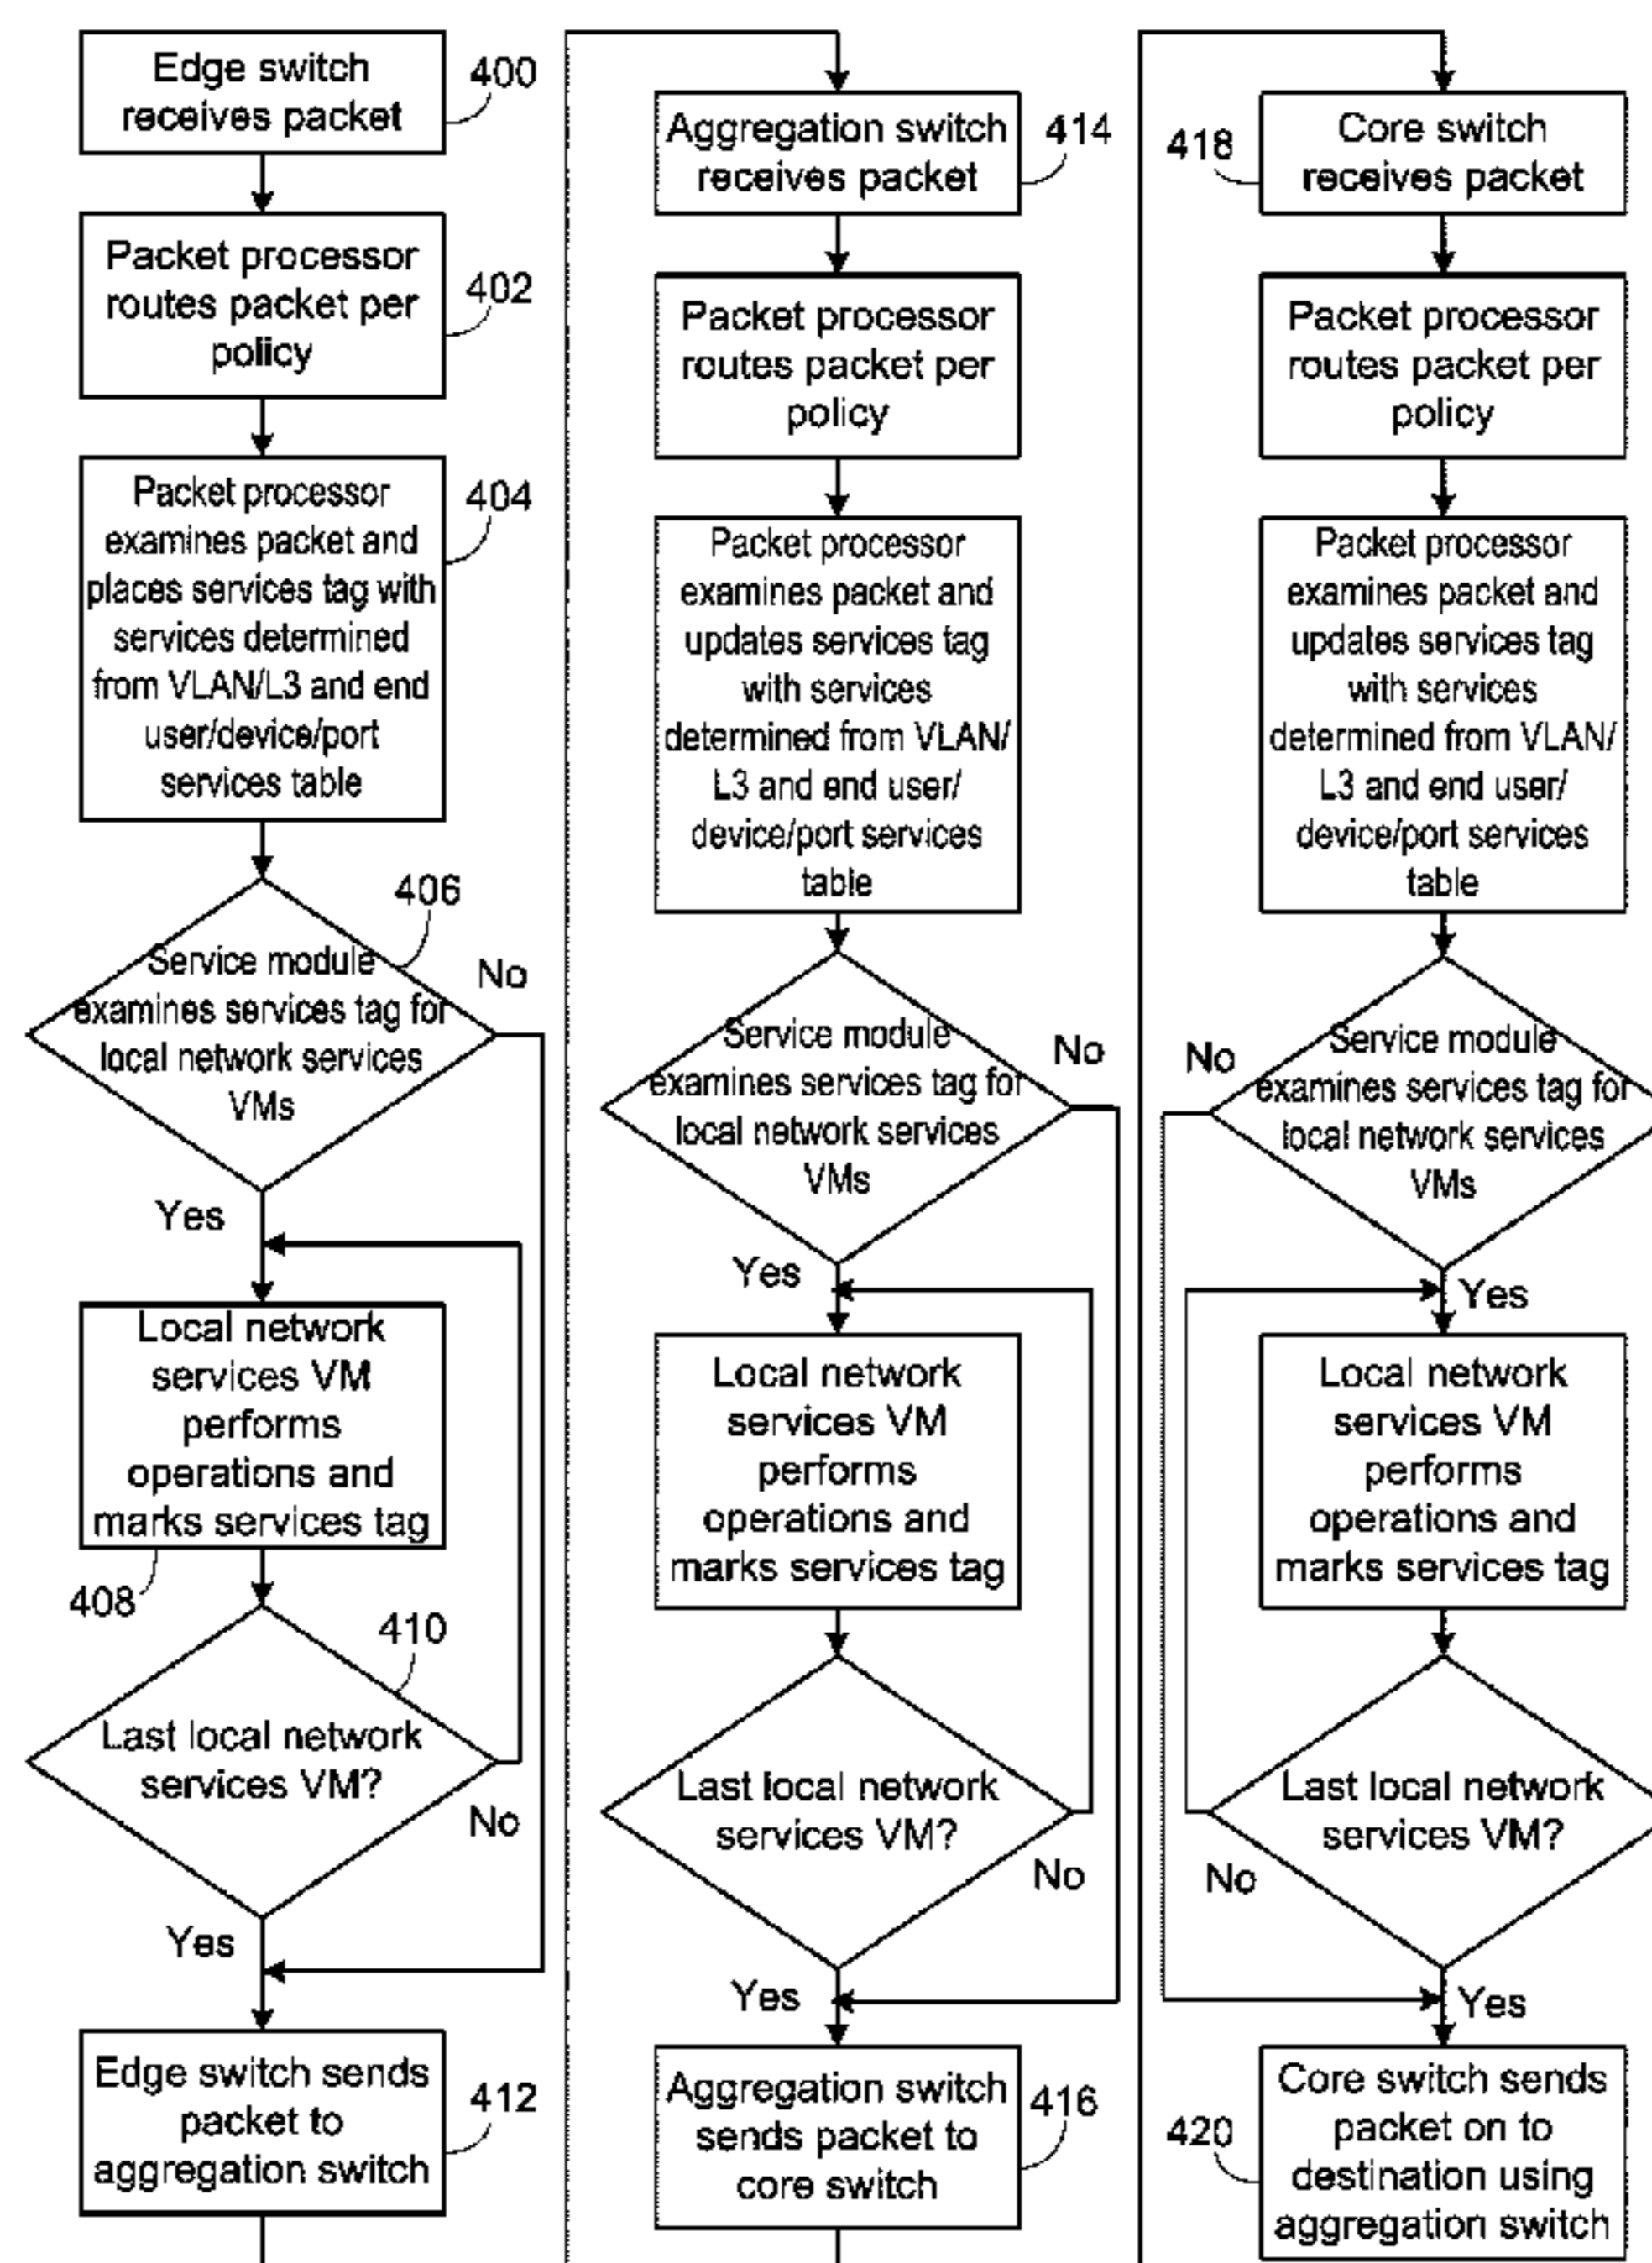 Edge switch
receives packet
400
Packet processor
routes packet per
policy
402
Packet processor
examines packet and
places services tag with
services determined
from VLAN/L3 and end
user/device/port
services table
404
Service module
examines services tag for
local network services
VMs
406
No
Yes
Local network
services VM
performs
operations and
marks services tag
408
Last local network
services VM?
410
No
Yes
Edge switch sends
packet to
aggregation switch
412
Aggregation switch
receives packet
414
Packet processor
routes packet per
policy
Packet processor
examines packet and
updates services tag
with services
determined from VLAN/
L3 and end user/
device/port services
table
Service module
examines services tag for
local network services
VMs
No
Yes
Local network
services VM
performs
operations and
marks services tag
Last local network
services VM?
No
Yes
Aggregation switch
sends packet to
core switch
416
Core switch
receives packet
418
Packet processor
routes packet per
policy
Packet processor
examines packet and
updates services tag
with services
determined from VLAN/
L3 and end user/
device/port services
table
Service module
examines services tag for
local network services
VMs
No
Yes
Local network
services VM
performs
operations and
marks services tag
Last local network
services VM?
No
Yes
Core switch sends
packet on to
destination using
aggregation switch
420